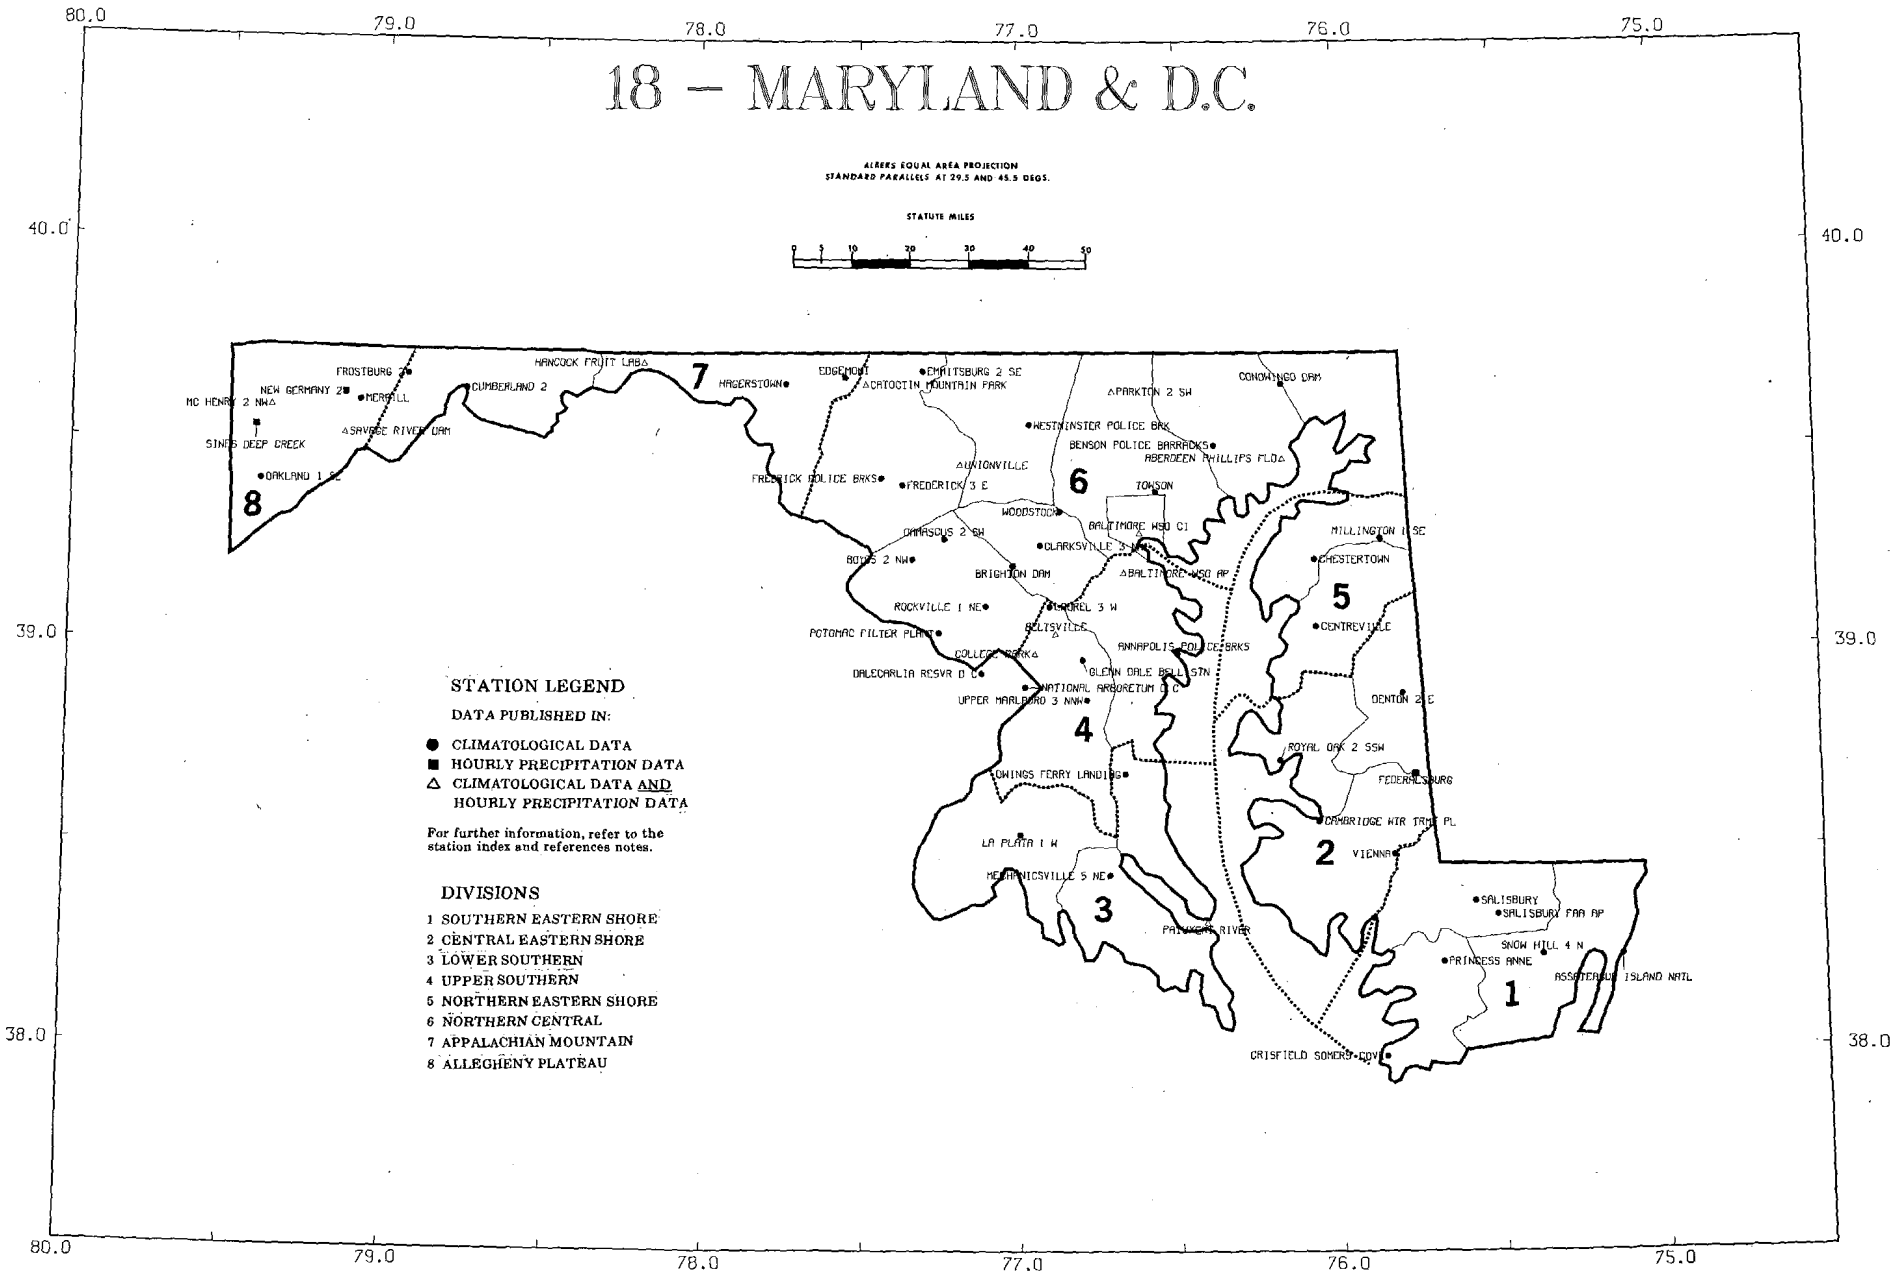 80.0 79.0 78.0 77.0 76.0 75.0
18 – MARYLAND & D.C.
ALBERS EQUAL AREA PROJECTION
STANDARD PARALLELS AT 29.5 AND 45.5 DEGS.
STATUTE MILES
0 5 10 20 30 40 50
40.0 40.0
HANCOCK FRUIT LAB
FROSTBURG 2
7
EDGEMONT
EMMITSBURG 2 SE
CONOWINGO DAM
NEW GERMANY 2
CUMBERLAND 2
HAGERSTOWN
CATOCTIN MOUNTAIN PARK
PARKTON 2 SW
MC HENRY 2 NW
MERRILL
SAVAGE RIVER DAM
WESTMINSTER POLICE BRK
SINES DEEP CREEK
BENSON POLICE BARRACKS
ABERDEEN PHILLIPS FLD
UNIONVILLE
OAKLAND 1 SE
FREDRICK POLICE BRKS
FREDERICK 3 E
6
TOWSON
8
WOODSTOCK
BALTIMORE WSO CI
DAMASCUS 2 SW
MILLINGTON 1 SE
CLARKSVILLE 3 NNE
BOYDS 2 NW
CHESTERTOWN
BRIGHTON DAM
BALTIMORE WSO AP
5
ROCKVILLE 1 NE
LAUREL 3 W
39.0 39.0
POTOMAC FILTER PLANT
BELTSVILLE
CENTREVILLE
COLLEGE PARK
ANNAPOLIS POLICE BRKS
DALECARLIA RESVR D C
GLENN DALE BELL STN
NATIONAL ARBORETUM D C
UPPER MARLBORO 3 NNW
DENTON 2 E
4
ROYAL OAK 2 SSW
OWINGS FERRY LANDING
FEDERALSBURG
CAMBRIDGE WTR TRMT PL
LA PLATA 1 W
VIENNA
2
MECHANICSVILLE 5 NE
3
SALISBURY
SALISBURY FAA AP
PATUXENT RIVER
SNOW HILL 4 N
PRINCESS ANNE
ASSATEAGUE ISLAND NATL
1
CRISFIELD SOMERS COVE
38.0 38.0
STATION LEGEND
DATA PUBLISHED IN:
CLIMATOLOGICAL DATA
HOURLY PRECIPITATION DATA
CLIMATOLOGICAL DATA AND
HOURLY PRECIPITATION DATA
For further information, refer to the
station index and references notes.
DIVISIONS
1 SOUTHERN EASTERN SHORE
2 CENTRAL EASTERN SHORE
3 LOWER SOUTHERN
4 UPPER SOUTHERN
5 NORTHERN EASTERN SHORE
6 NORTHERN CENTRAL
7 APPALACHIAN MOUNTAIN
8 ALLEGHENY PLATEAU
80.0 79.0 78.0 77.0 76.0 75.0